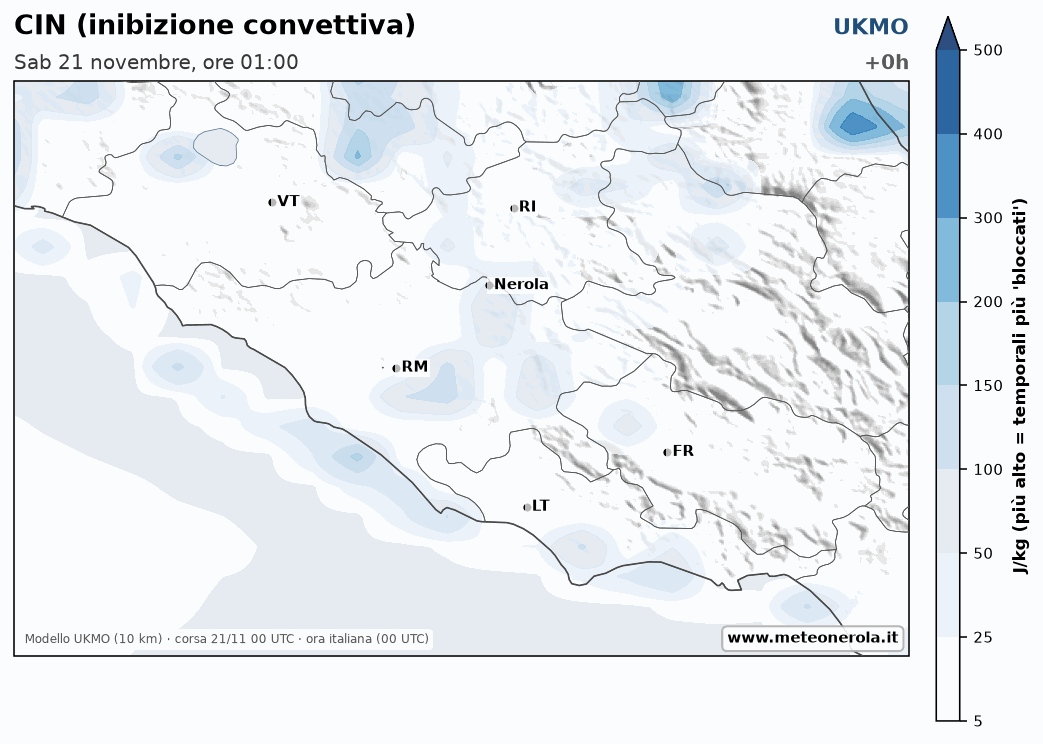 CIN (inibizione convettiva)
UKMO
Sab 21 novembre, ore 01:00
+0h
VT
RI
Nerola
RM
FR
LT
Modello UKMO (10 km) · corsa 21/11 00 UTC · ora italiana (00 UTC)
www.meteonerola.it
500
400
300
200
150
100
50
25
5
J/kg (più alto = temporali più 'bloccati')